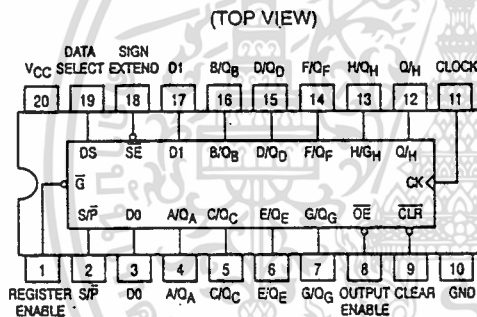 (TOP VIEW)
DATA SIGN
VCC SELECT EXTEND D1 B/QB D/QD F/QF H/QH Q/H CLOCK
20 19 18 17 16 15 14 13 12 11
DS SE D1 B/QB D/QD F/QF H/GH Q/H
G CK
S/P D0 A/QA C/QC E/QE G/QG OE CLR
1 2 3 4 5 6 7 8 9 10
REGISTER S/P D0 A/QA C/QC E/QE G/QG OUTPUT CLEAR GND
ENABLE ENABLE